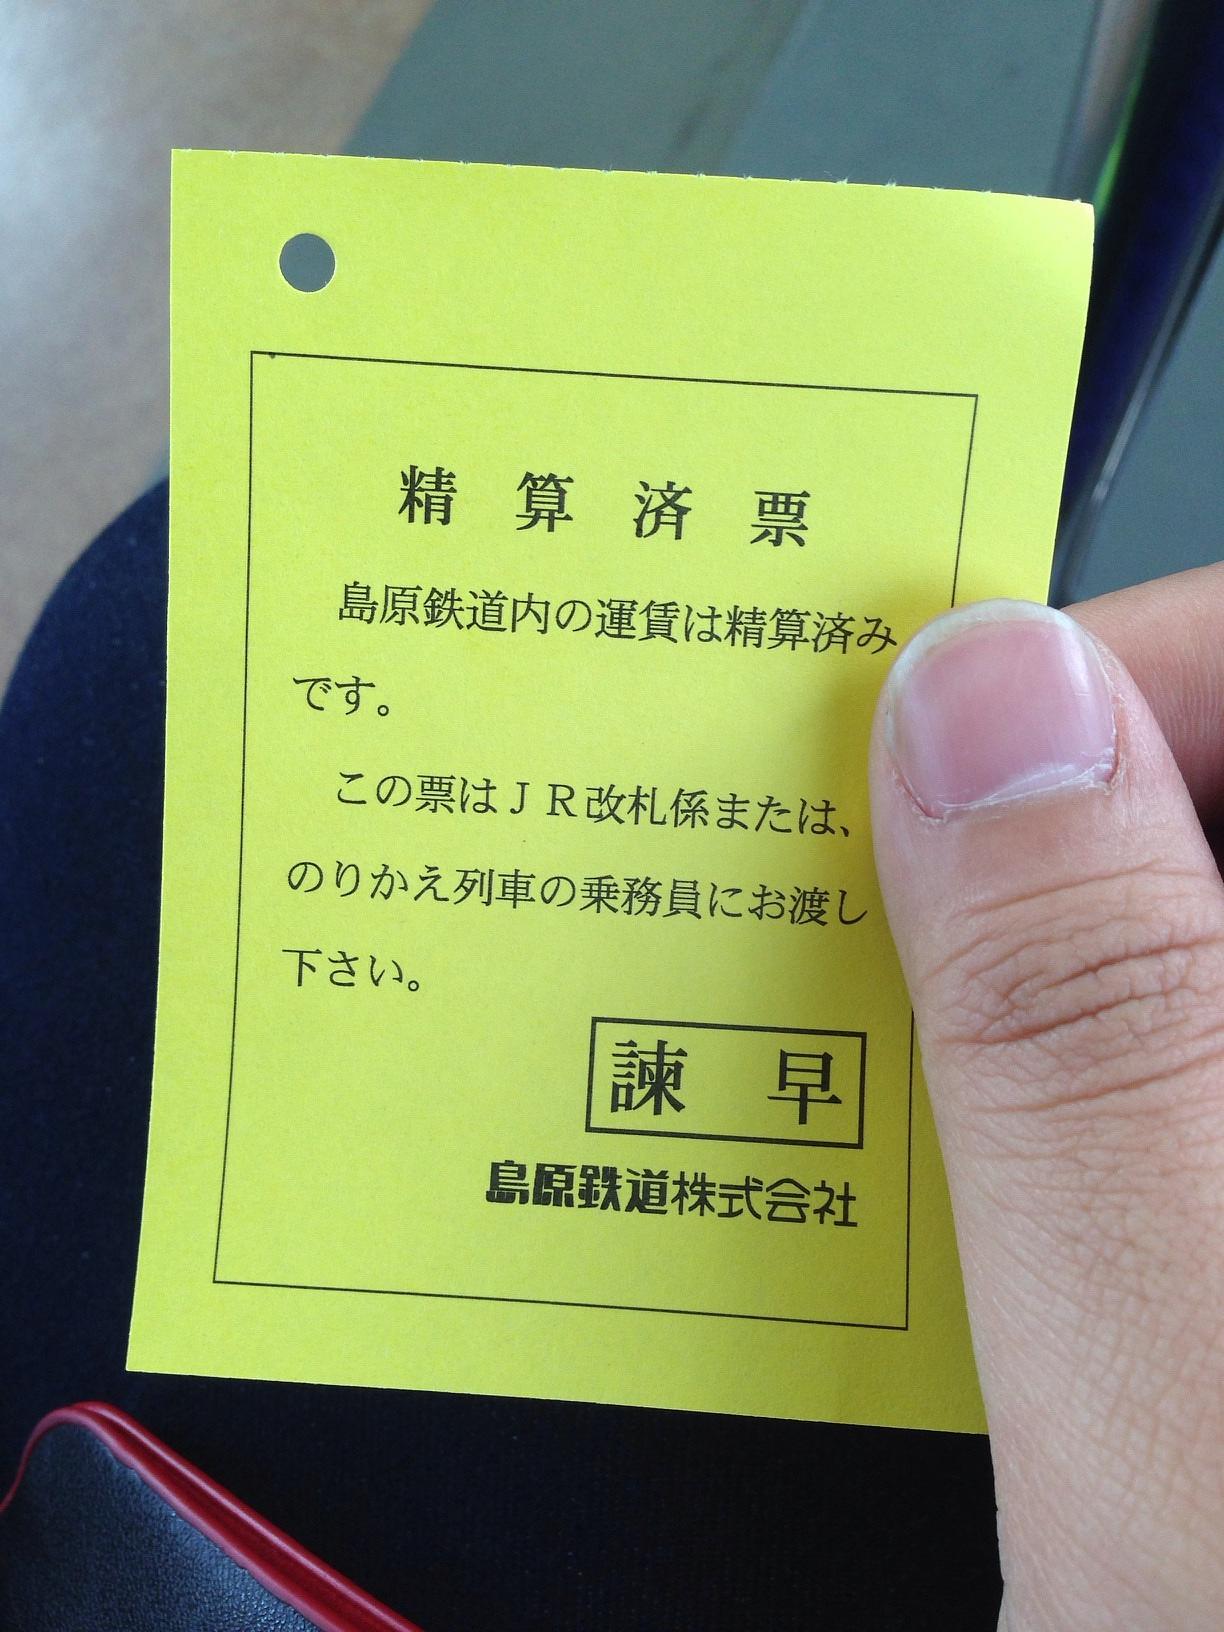 精算済票
島原鉄道内の運賃は精算済み
です。
この票はＪＲ改札係または、
のりかえ列車の乗務員にお渡し
下さい。
諫早
島原鉄道株式会社